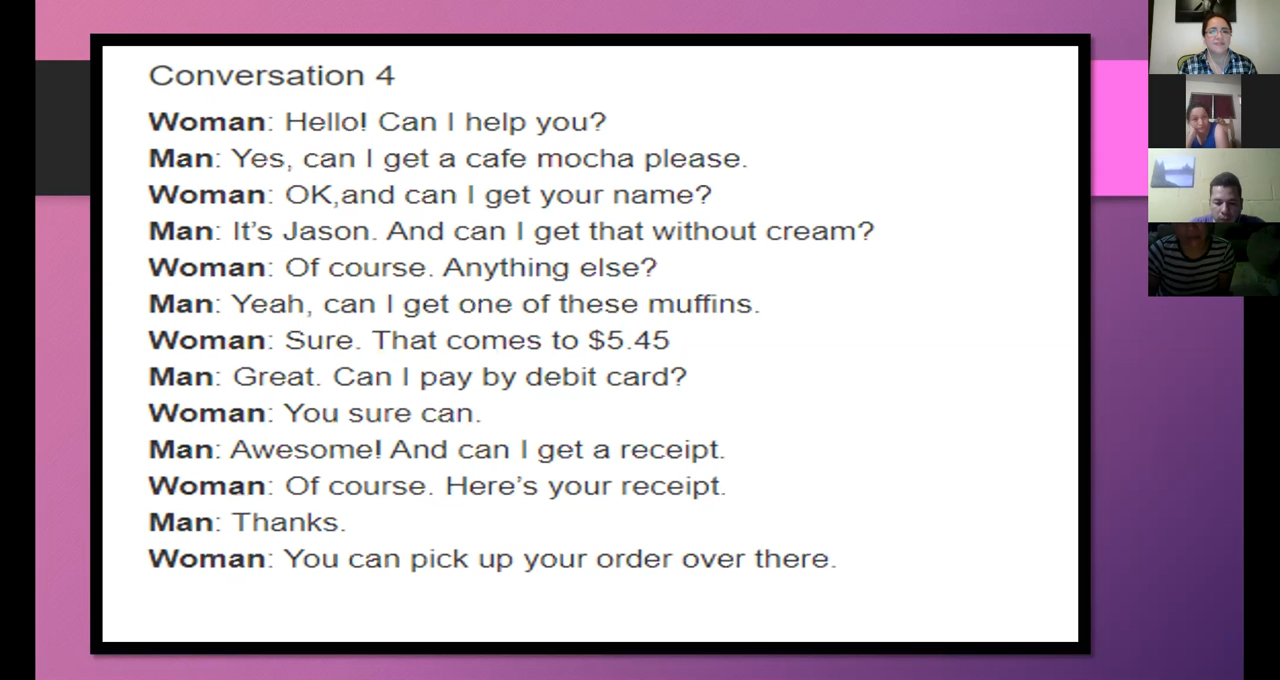 Conversation 4
Woman: Hello! Can I help you?
Man: Yes, can I get a cafe mocha please.
Woman: OK,and can I get your name?
Man: It’s Jason. And can I get that without cream?
Woman: Of course. Anything else?
Man: Yeah, can I get one of these muffins.
Woman: Sure. That comes to $5.45
Man: Great. Can I pay by debit card?
Woman: You sure can.
Man: Awesome! And can I get a receipt.
Woman: Of course. Here’s your receipt.
Man: Thanks.
Woman: You can pick up your order over there.